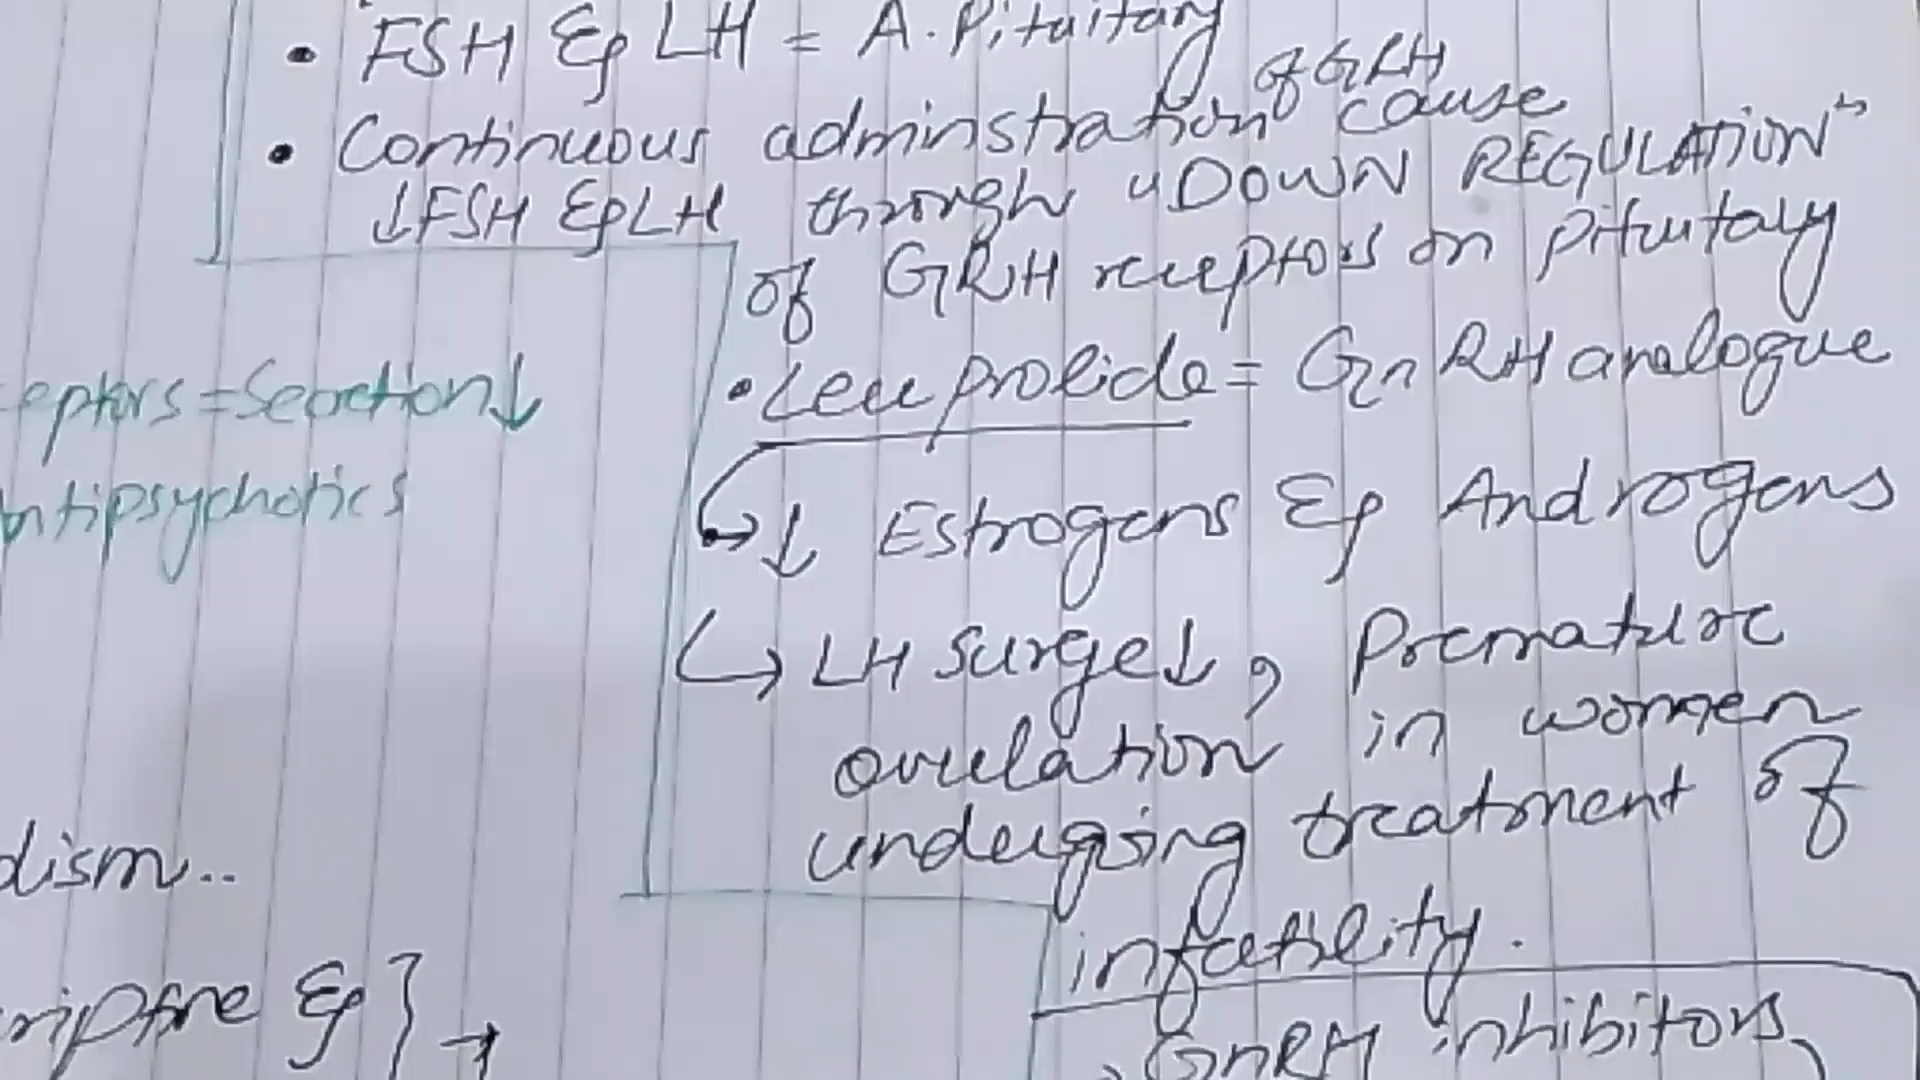 • FSH & LH = A. Pituitary
• Continuous adminstration of GRH cause
↓FSH & LH through "DOWN REGULATION"
of GRH receptors on pituitary
• Leuprolide = GnRH analogue
↓ Estrogens & Androgens
LH surge↓, Premature
ovulation in women
undergoing treatment of
infertility.
GnRH inhibitors
eptors = Secretion↓
ntipsychotics
dism..
riptine & } →